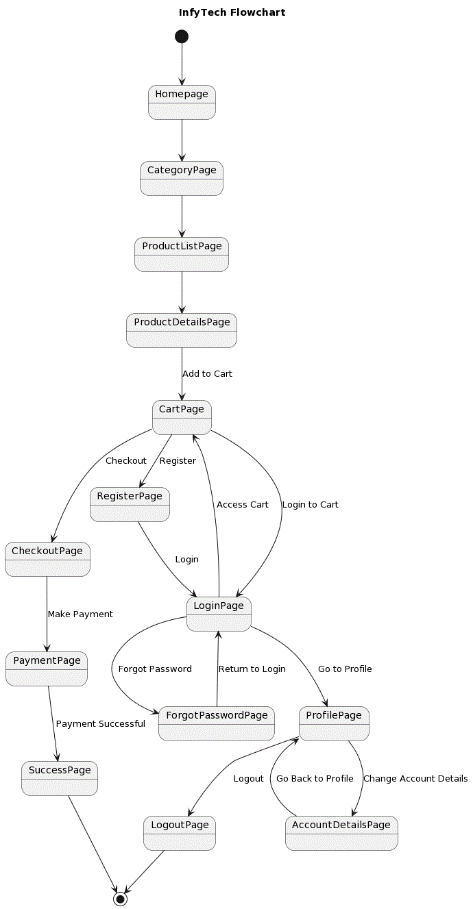 InfyTech Flowchart
Homepage
CategoryPage
ProductListPage
ProductDetailsPage
Add to Cart
CartPage
Checkout
Register
RegisterPage
Access Cart
Login to Cart
CheckoutPage
Login
LoginPage
Make Payment
PaymentPage
Forgot Password
Return to Login
Go to Profile
ForgotPasswordPage
ProfilePage
Payment Successful
SuccessPage
Logout
Go Back to Profile
Change Account Details
LogoutPage
AccountDetailsPage